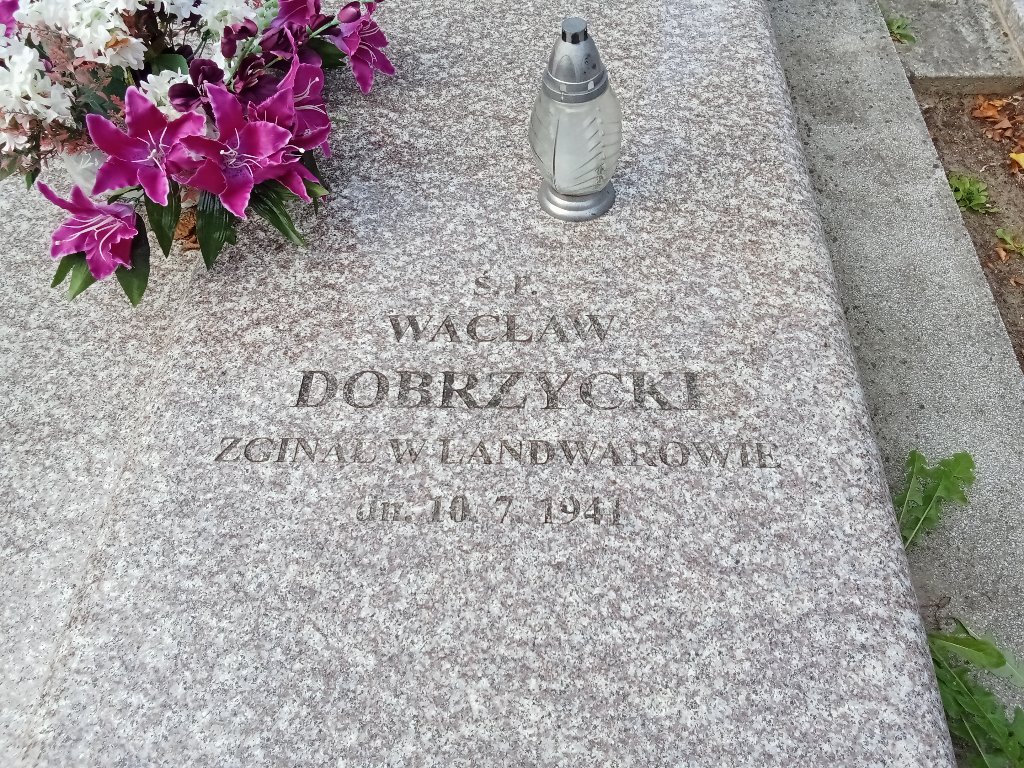 Ś.P.
WACŁAW
DOBRZYCKI
ZGINĄŁ W LANDWAROWIE
dn. 10. 7. 1941